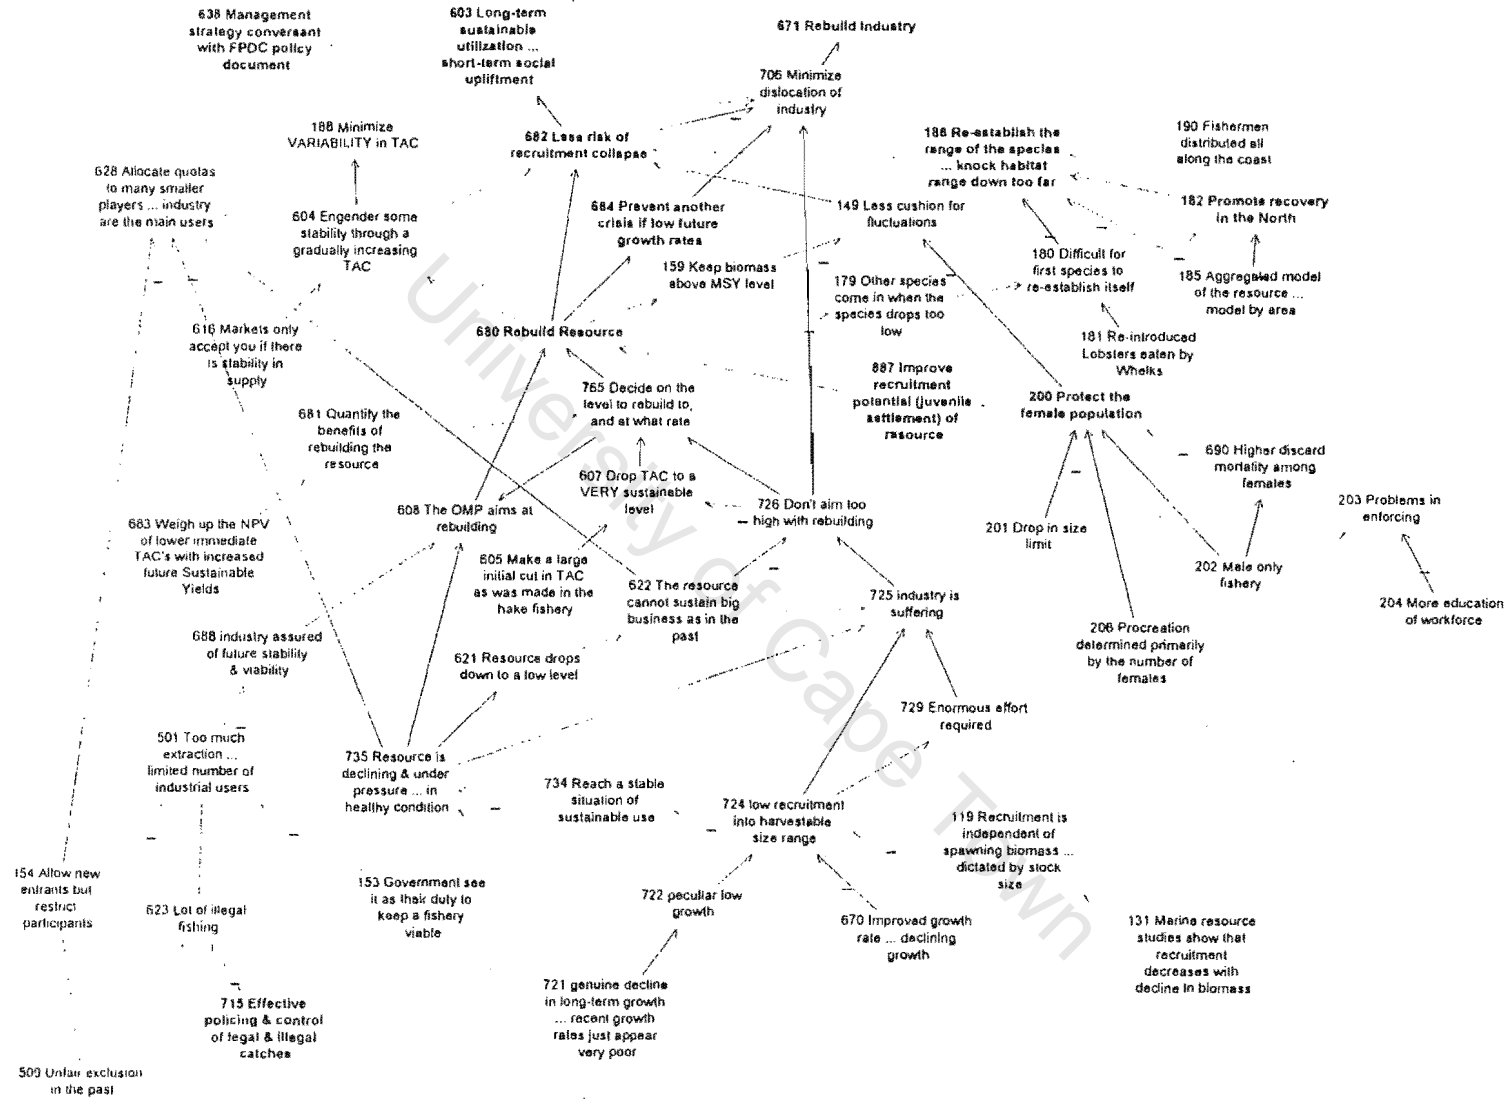 638 Management
strategy conversant
with FPDC policy
document
603 Long-term
sustainable
utilization ...
short-term social
upliftment
671 Rebuild Industry
706 Minimize
dislocation of
industry
188 Minimize
VARIABILITY in TAC
682 Less risk of
recruitment collapse
186 Re-establish the
range of the species
... knock habitat
range down too far
190 Fishermen
distributed all
along the coast
628 Allocate quotas
to many smaller
players ... industry
are the main users
604 Engender some
stability through a
gradually increasing
TAC
684 Prevent another
crisis if low future
growth rates
149 Less cushion for
fluctuations
182 Promote recovery
in the North
159 Keep biomass
above MSY level
179 Other species
come in when the
species drops too
low
180 Difficult for
first species to
re-establish itself
185 Aggregated model
of the resource ...
model by area
616 Markets only
accept you if there
is stability in
supply
680 Rebuild Resource
181 Re-introduced
Lobsters eaten by
Whelks
765 Decide on the
level to rebuild to,
and at what rate
887 Improve
recruitment
potential (juvenile
settlement) of
resource
200 Protect the
female population
681 Quantify the
benefits of
rebuilding the
resource
690 Higher discard
mortality among
females
607 Drop TAC to a
VERY sustainable
level
203 Problems in
enforcing
608 The OMP aims at
rebuilding
726 Don't aim too
high with rebuilding
683 Weigh up the NPV
of lower immediate
TAC's with increased
future Sustainable
Yields
201 Drop in size
limit
605 Make a large
initial cut in TAC
as was made in the
hake fishery
622 The resource
cannot sustain big
business as in the
past
725 industry is
suffering
202 Male only
fishery
204 More education
of workforce
688 industry assured
of future stability
& viability
621 Resource drops
down to a low level
206 Procreation
determined primarily
by the number of
females
729 Enormous effort
required
501 Too much
extraction ...
limited number of
industrial users
735 Resource is
declining & under
pressure ... in
healthy condition
734 Reach a stable
situation of
sustainable use
724 low recruitment
into harvestable
size range
119 Recruitment is
independent of
spawning biomass ...
dictated by stock
size
154 Allow new
entrants but
restrict
participants
623 Lot of illegal
fishing
153 Government see
it as their duty to
keep a fishery
viable
722 peculiar low
growth
670 Improved growth
rate ... declining
growth
131 Marine resource
studies show that
recruitment
decreases with
decline in biomass
715 Effective
policing & control
of legal & illegal
catches
721 genuine decline
in long-term growth
... recent growth
rates just appear
very poor
509 Unfair exclusion
in the past
University of Cape Town